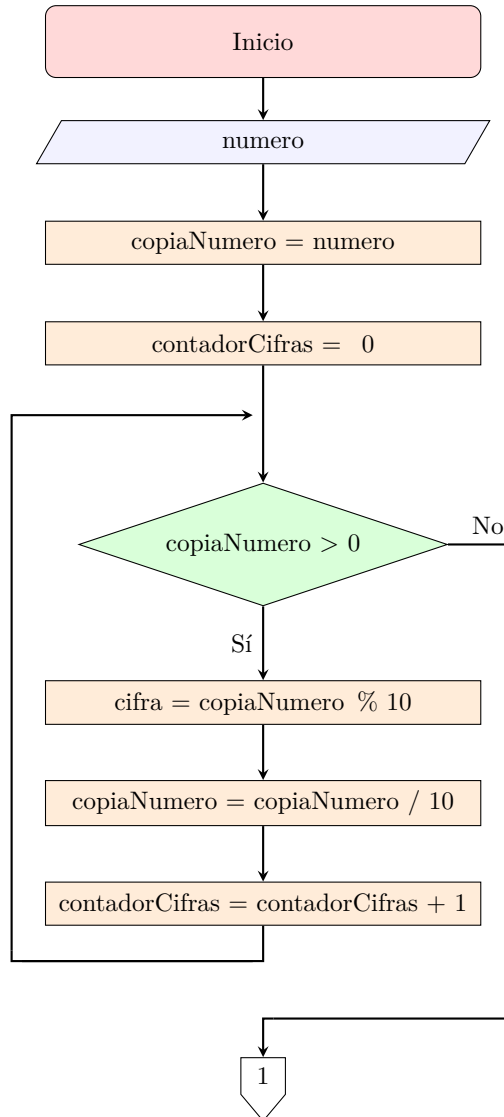 Inicio
numero
copiaNumero = numero
contadorCifras = 0
copiaNumero > 0
No
Sí
cifra = copiaNumero % 10
copiaNumero = copiaNumero / 10
contadorCifras = contadorCifras + 1
1